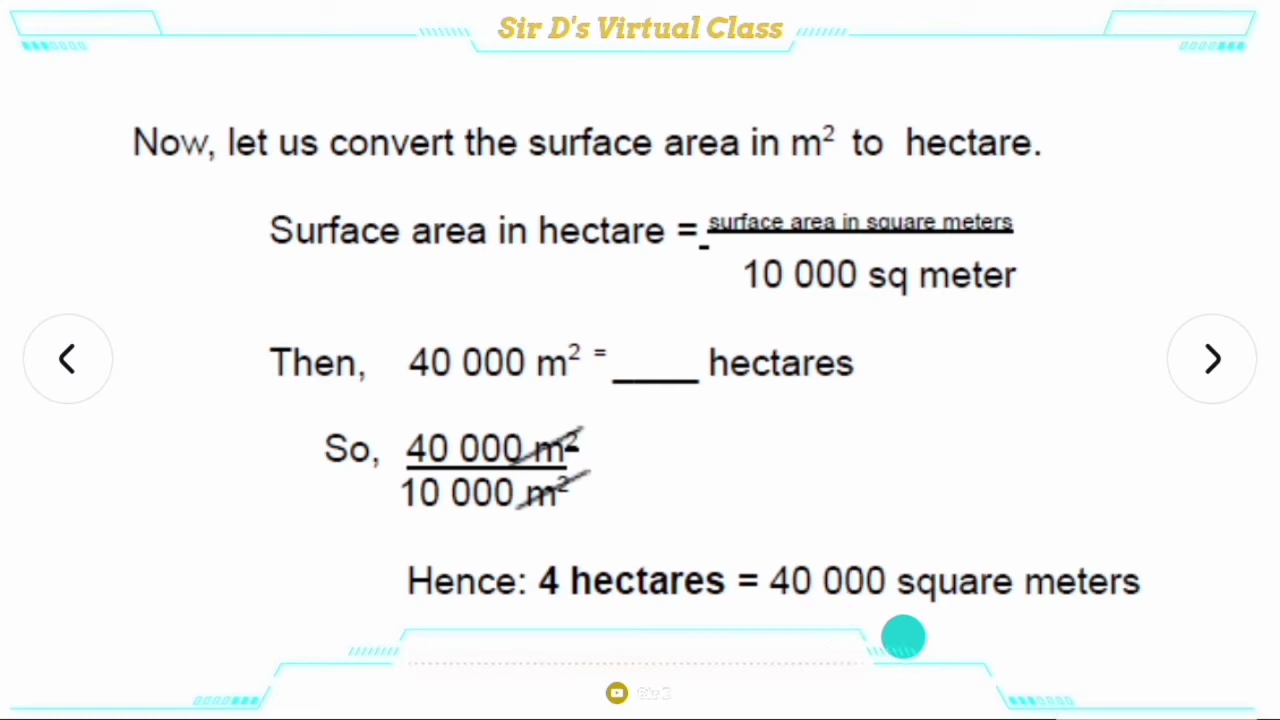 Sir D's Virtual Class
Now, let us convert the surface area in m² to hectare.
Surface area in hectare = surface area in square meters
10 000 sq meter
Then, 40 000 m² = ____ hectares
So, 40 000 m²
10 000 m²
Hence: 4 hectares = 40 000 square meters